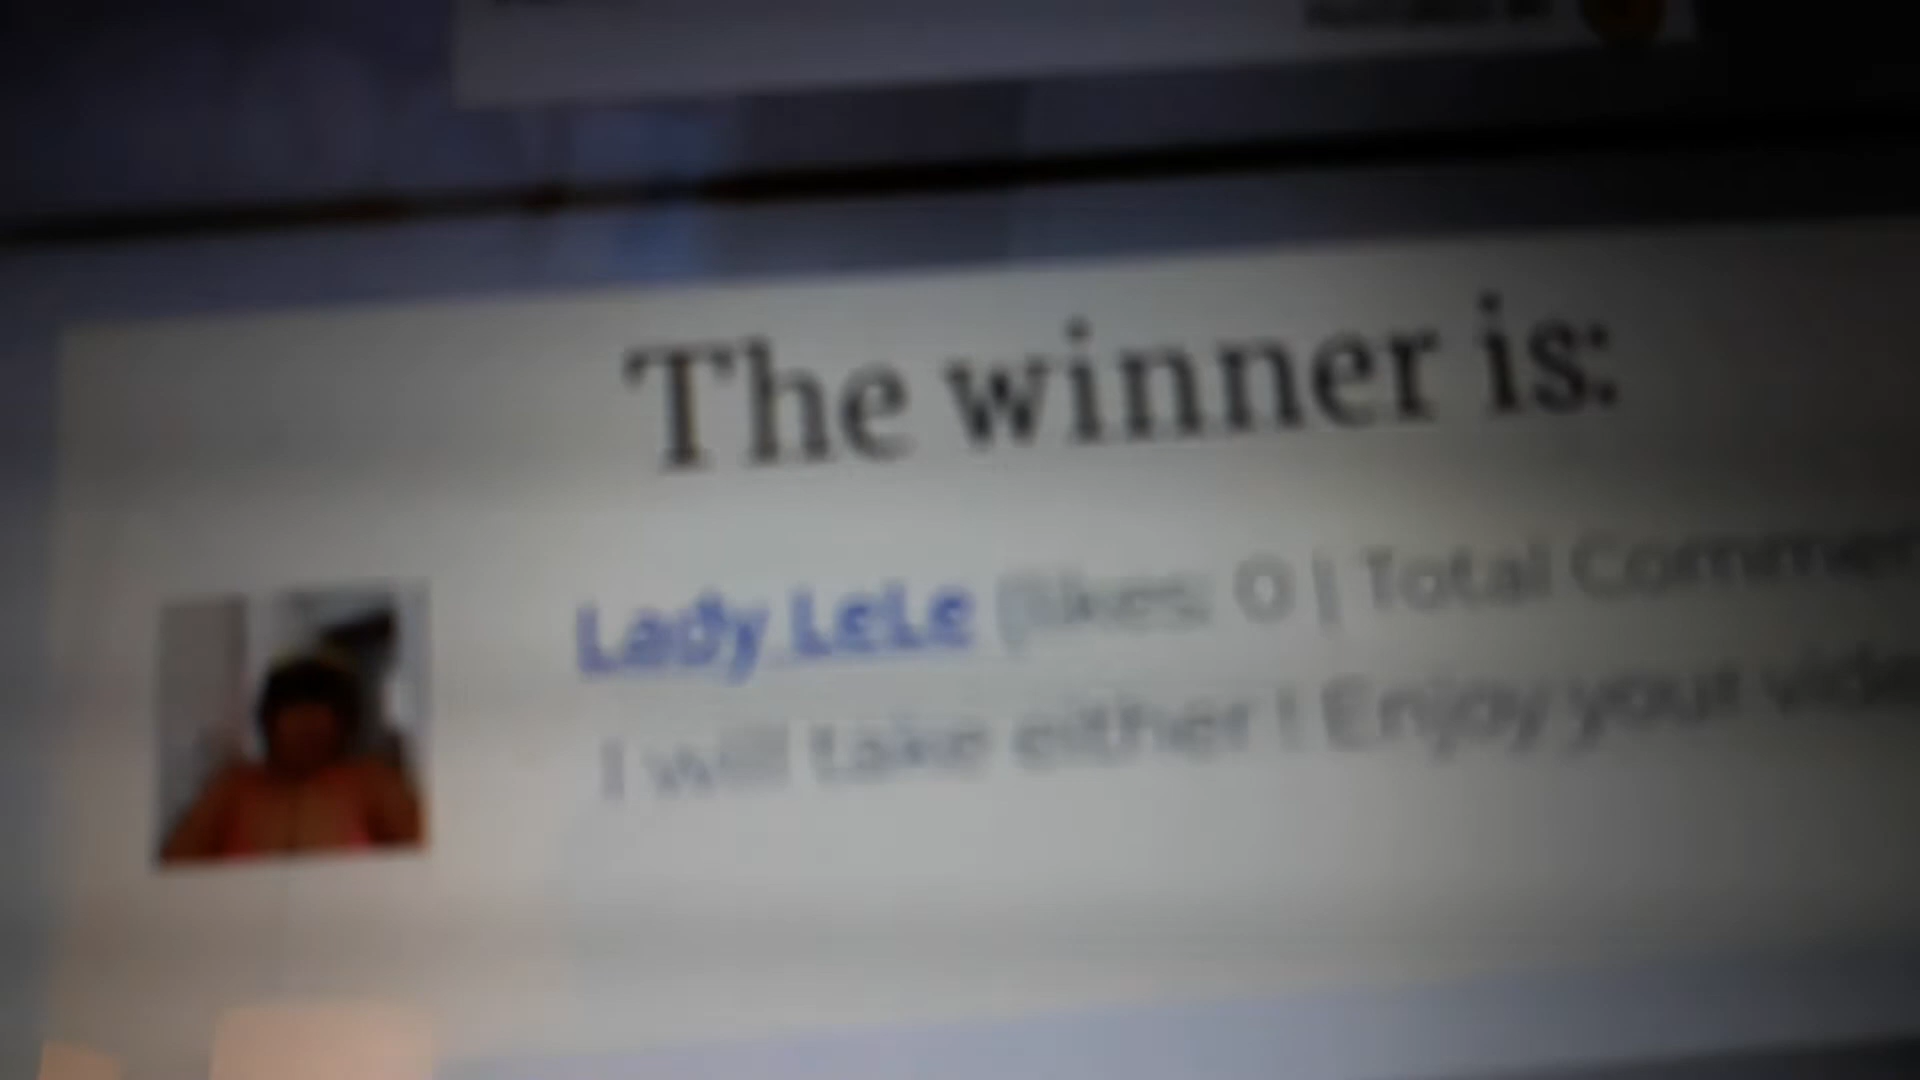 The winner is:
Lady LeLe (likes: 0 | Total
I will take either ! Enjoy your